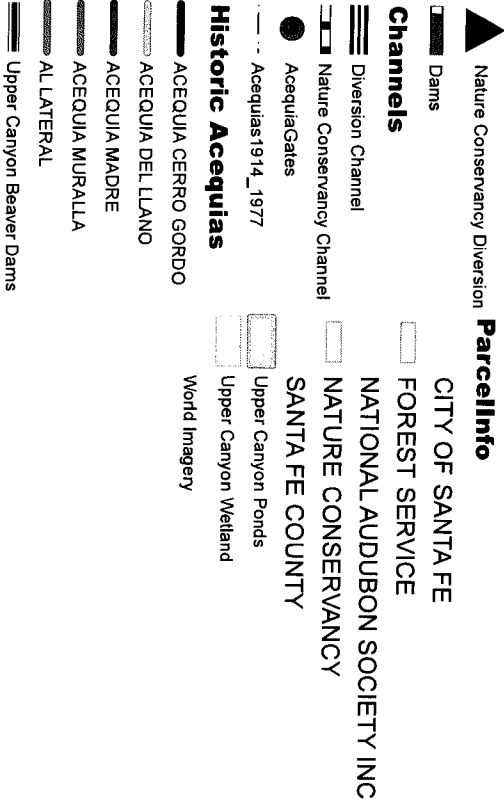 Nature Conservancy Diversion
Dams
Channels
Diversion Channel
Nature Conservancy Channel
AcequiaGates
Acequias1914_1977
Historic Acequias
ACEQUIA CERRO GORDO
ACEQUIA DEL LLANO
ACEQUIA MADRE
ACEQUIA MURALLA
AL LATERAL
Upper Canyon Beaver Dams
ParcelInfo
CITY OF SANTA FE
FOREST SERVICE
NATIONAL AUDUBON SOCIETY INC
NATURE CONSERVANCY
SANTA FE COUNTY
Upper Canyon Ponds
Upper Canyon Wetland
World Imagery